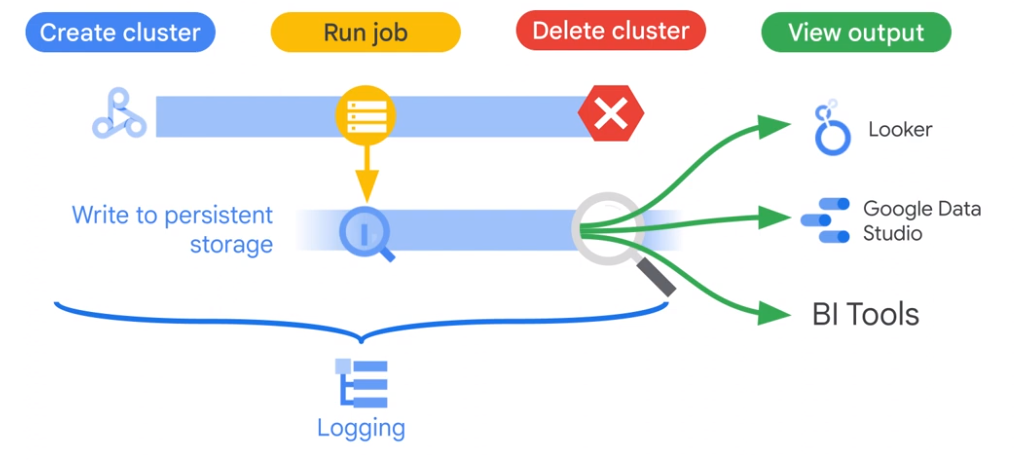 Create cluster
Run job
Delete cluster
View output
Looker
Write to persistent
storage
Google Data
Studio
BI Tools
Logging